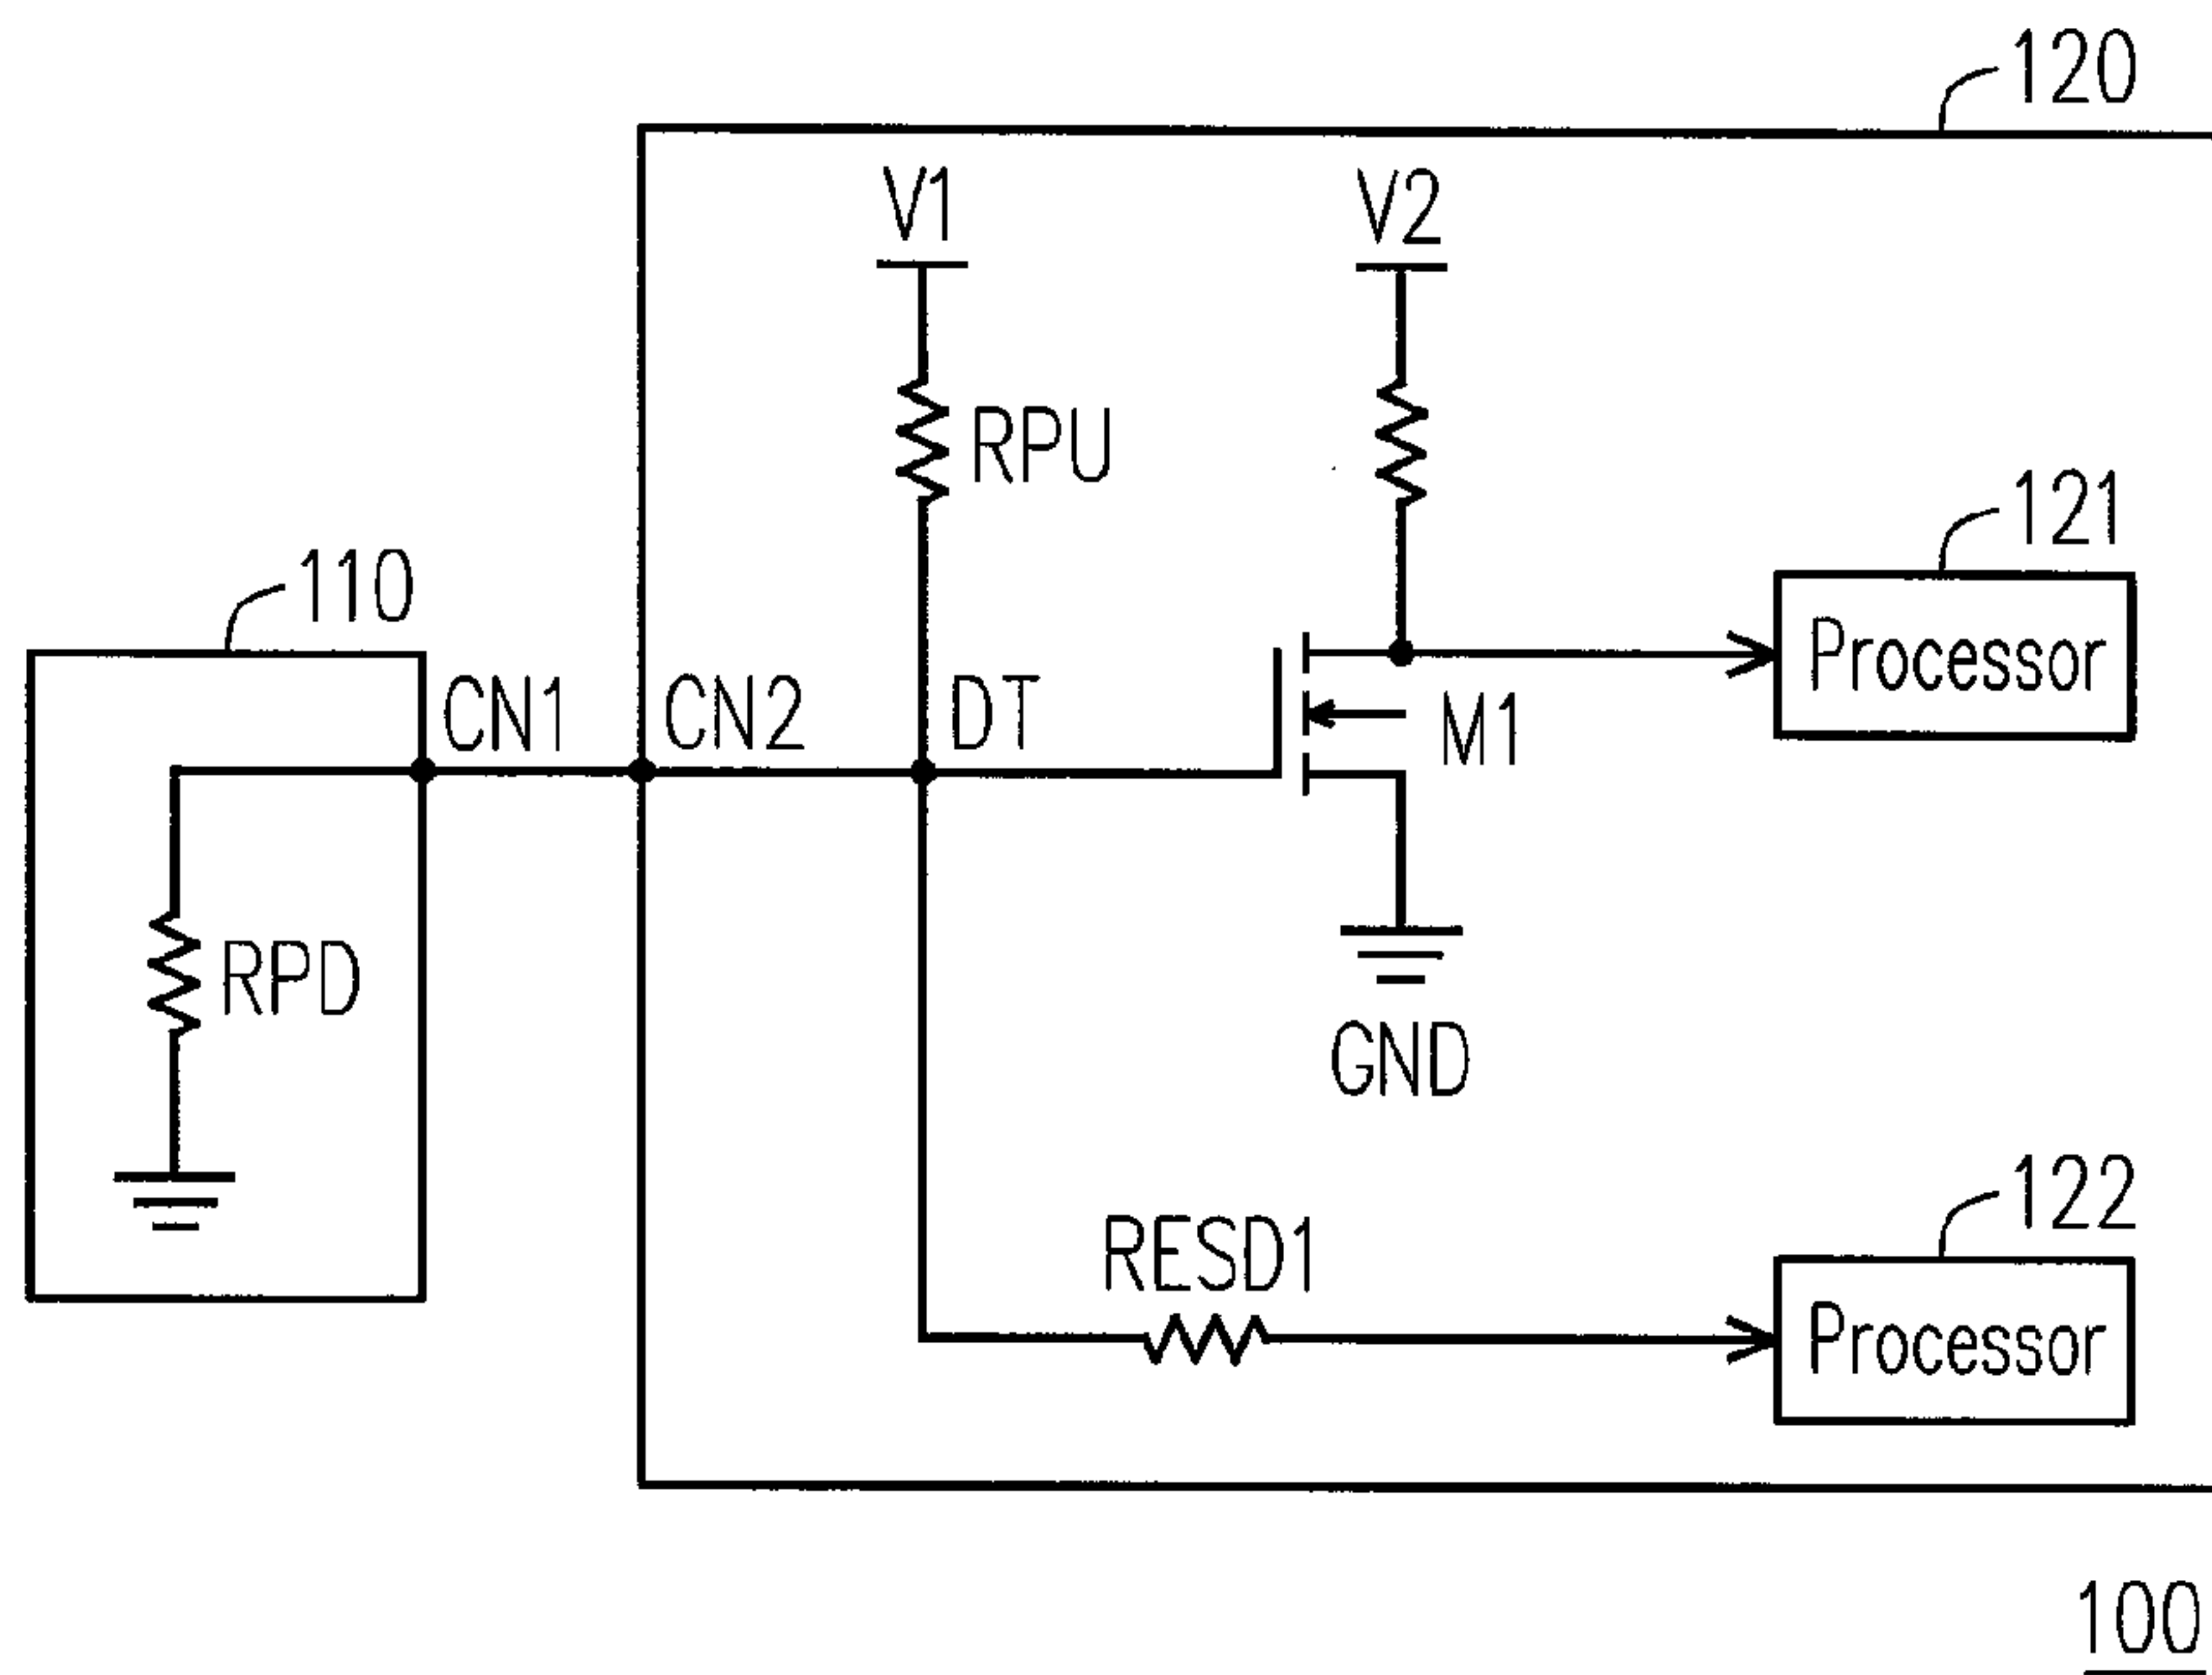 120
V1
V2
RPU
121
110
Processor
CN1
CN2
DT
M1
RPD
GND
122
RESD1
Processor
100